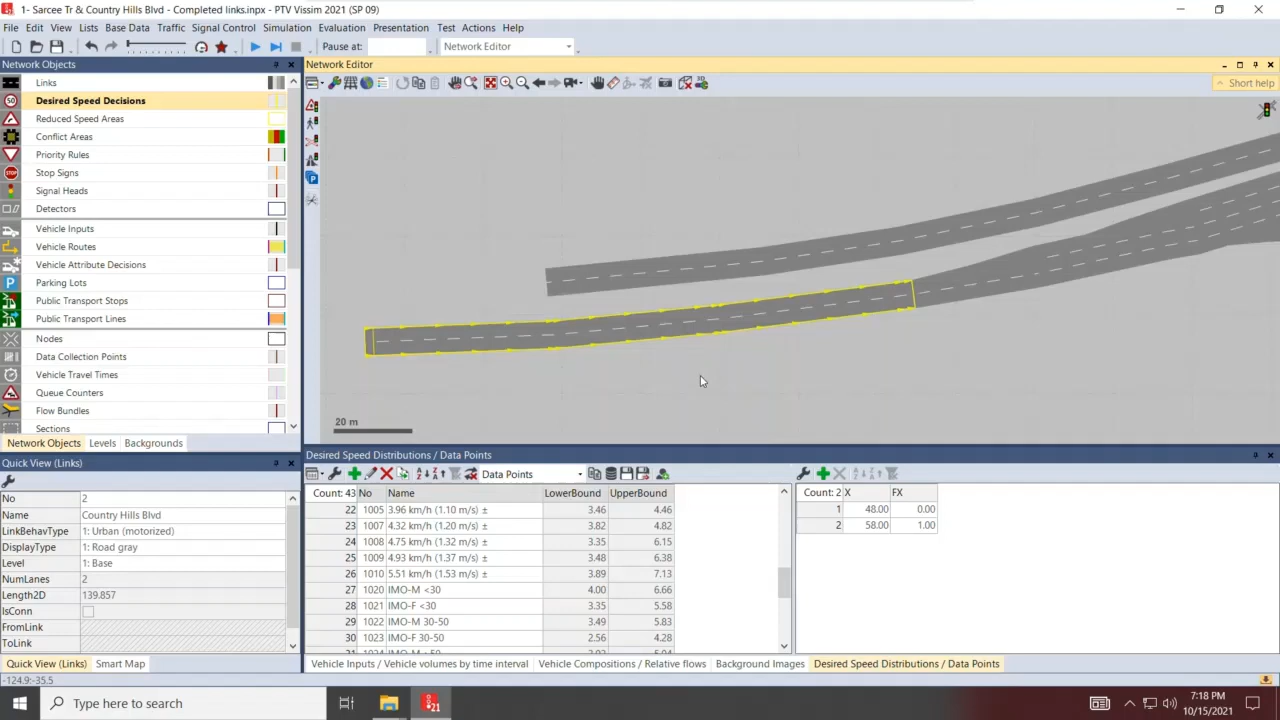 1- Sarcee Tr & Country Hills Blvd - Completed links.inpx - PTV Vissim 2021 (SP 09)
File Edit View Lists Base Data Traffic Signal Control Simulation Evaluation Presentation Test Actions Help
Pause at: Network Editor
Network Objects
Links
Desired Speed Decisions
Reduced Speed Areas
Conflict Areas
Priority Rules
Stop Signs
Signal Heads
Detectors
Vehicle Inputs
Vehicle Routes
Vehicle Attribute Decisions
Parking Lots
Public Transport Stops
Public Transport Lines
Nodes
Data Collection Points
Vehicle Travel Times
Queue Counters
Flow Bundles
Sections
Network Objects Levels Backgrounds
Network Editor
Short help
20 m
Quick View (Links)
No 2
Name Country Hills Blvd
LinkBehavType 1: Urban (motorized)
DisplayType 1: Road gray
Level 1: Base
NumLanes 2
Length2D 139.857
IsConn
FromLink
ToLink
Quick View (Links) Smart Map
Desired Speed Distributions / Data Points
Data Points
Count: 43 No Name LowerBound UpperBound
22 1005 3.96 km/h (1.10 m/s) ± 3.46 4.46
23 1007 4.32 km/h (1.20 m/s) ± 3.82 4.82
24 1008 4.75 km/h (1.32 m/s) ± 3.35 6.15
25 1009 4.93 km/h (1.37 m/s) ± 3.48 6.38
26 1010 5.51 km/h (1.53 m/s) ± 3.89 7.13
27 1020 IMO-M <30 4.00 6.66
28 1021 IMO-F <30 3.35 5.58
29 1022 IMO-M 30-50 3.49 5.83
30 1023 IMO-F 30-50 2.56 4.28
Count: 2 X FX
1 48.00 0.00
2 58.00 1.00
Vehicle Inputs / Vehicle volumes by time interval Vehicle Compositions / Relative flows Background Images Desired Speed Distributions / Data Points
-124.9:-35.5
Type here to search
7:18 PM
10/15/2021